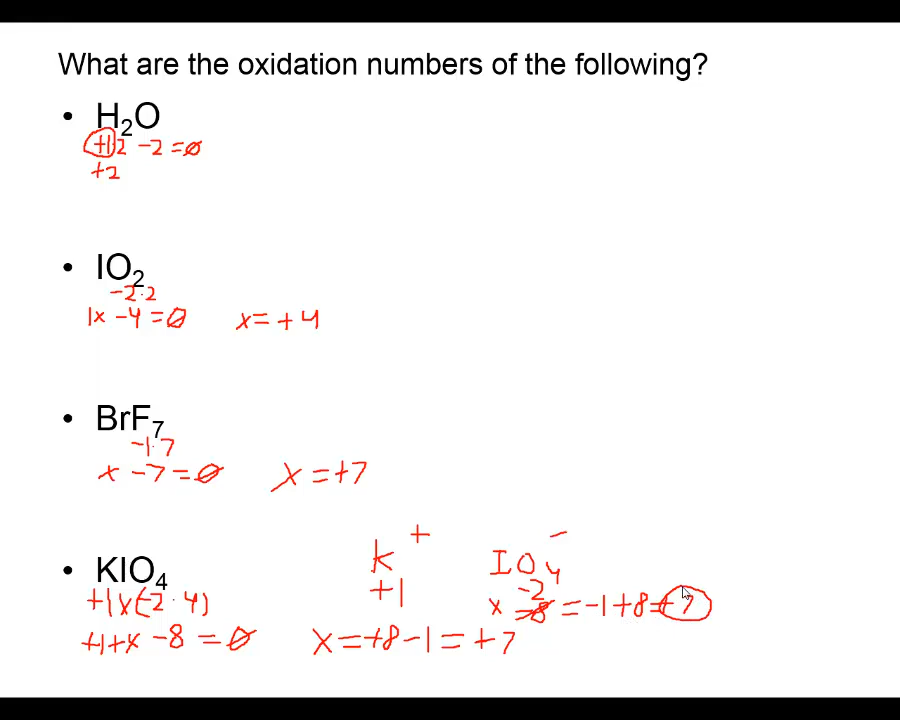 What are the oxidation numbers of the following?
• H₂O
+1·2 -2 = 0
+2
• IO₂
-2·2
1x -4 = 0 x = +4
• BrF₇
-1·7
x -7 = 0 x = +7
• KIO₄ K⁺ IO₄⁻
+1 x (-2·4) +1 -2
x -8 = -1 +8 = +7
+1 +x -8 = 0 x = +8 -1 = +7